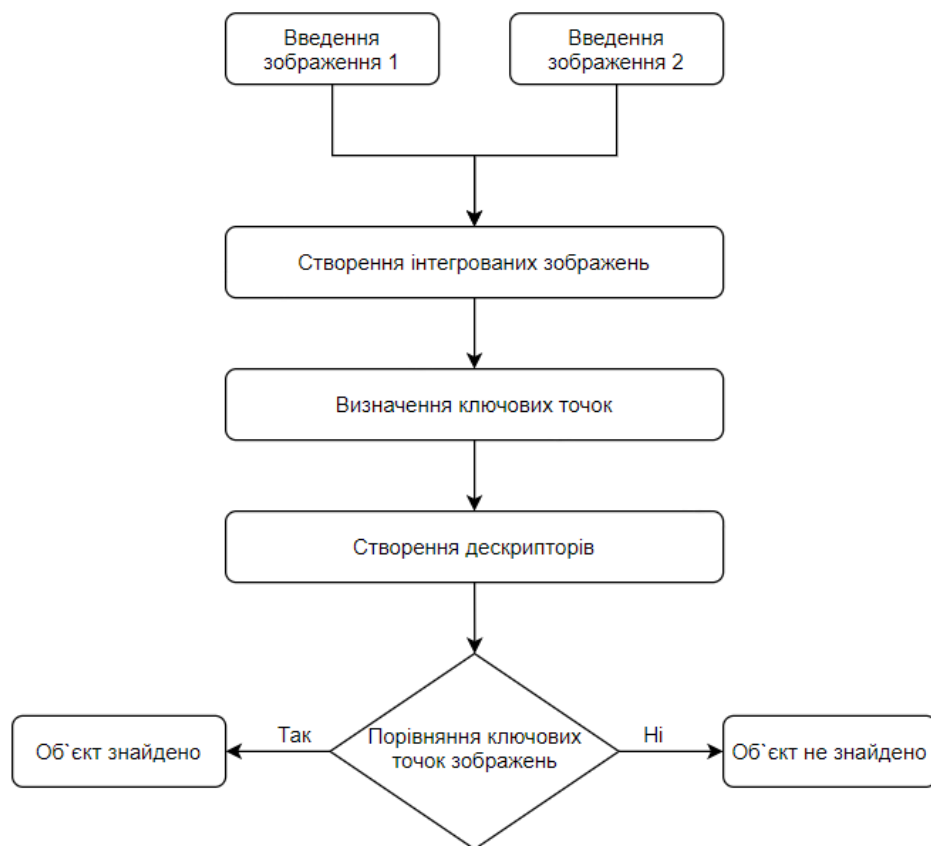 Введення
зображення 1
Введення
зображення 2
Створення інтегрованих зображень
Визначення ключових точок
Створення дескрипторів
Так
Ні
Об`єкт знайдено
Порівняння ключових
точок зображень
Об`єкт не знайдено